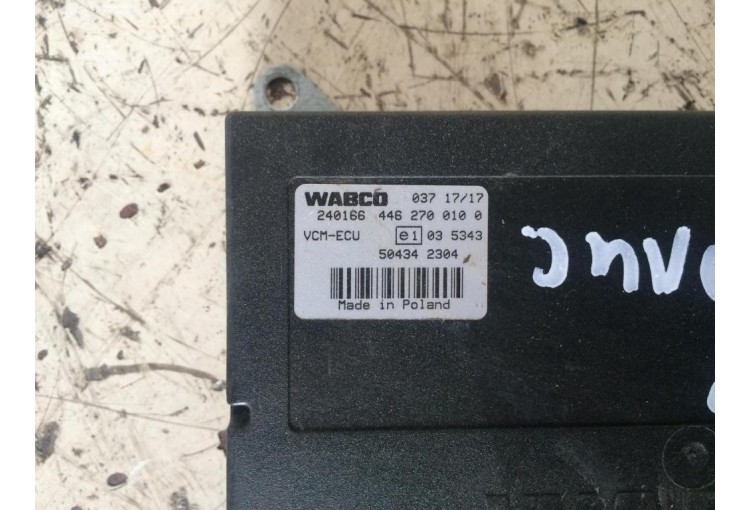 WABCO 037 17/17
240166 446 270 010 0
VCM-ECU e1 03 5343
50434 2304
Made in Poland